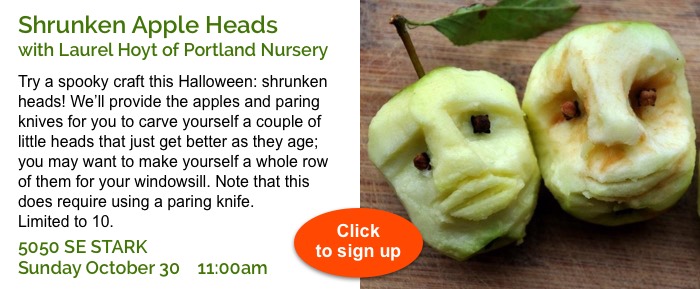 Shrunken Apple Heads
with Laurel Hoyt of Portland Nursery
Try a spooky craft this Halloween: shrunken
heads! We’ll provide the apples and paring
knives for you to carve yourself a couple of
little heads that just get better as they age;
you may want to make yourself a whole row
of them for your windowsill. Note that this
does require using a paring knife.
Limited to 10.
5050 SE STARK
Sunday October 30 11:00am
Click
to sign up